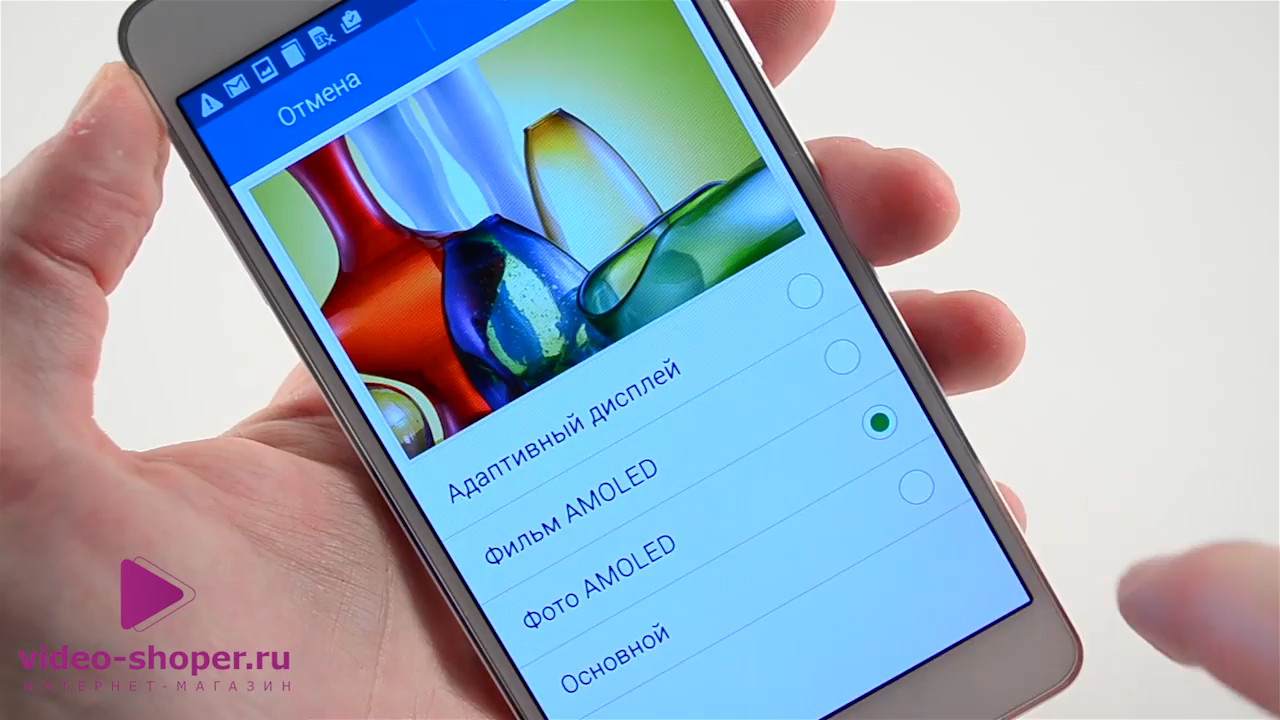 Отмена
Адаптивный дисплей
Фильм AMOLED
Фото AMOLED
Основной
video-shoper.ru
ИНТЕРНЕТ-МАГАЗИН